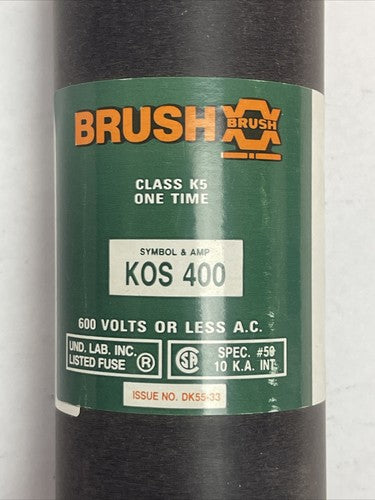 BRUSH BRUSH
CLASS K5
ONE TIME
SYMBOL & AMP
KOS 400
600 VOLTS OR LESS A.C.
UND. LAB. INC.
LISTED FUSE ®
SA
SPEC. #59
10 K.A. INT
ISSUE NO. DK55-33